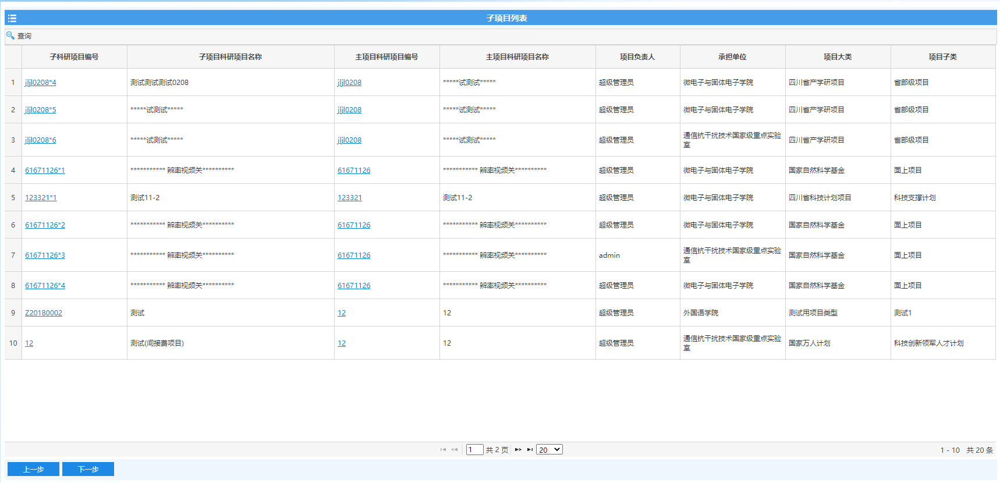 子项目列表
查询
子科研项目编号 子项目科研项目名称 主项目科研项目编号 主项目科研项目名称 项目负责人 承担单位 项目大类 项目子类
1 jljl0208*4 测试测试测试0208 jljl0208 *****试测试***** 超级管理员 微电子与固体电子学院 四川省产学研项目 省部级项目
2 jljl0208*5 *****试测试***** jljl0208 *****试测试***** 超级管理员 微电子与固体电子学院 四川省产学研项目 省部级项目
3 jljl0208*6 *****试测试***** jljl0208 *****试测试***** 超级管理员 通信抗干扰技术国家级重点实验室 四川省产学研项目 省部级项目
4 61671126*1 *********** 辨率视频关********** 61671126 *********** 辨率视频关********** 超级管理员 微电子与固体电子学院 国家自然科学基金 面上项目
5 123321*1 测试11-2 123321 测试11-2 超级管理员 微电子与固体电子学院 四川省科技计划项目 科技支撑计划
6 61671126*2 *********** 辨率视频关********** 61671126 *********** 辨率视频关********** 超级管理员 微电子与固体电子学院 国家自然科学基金 面上项目
7 61671126*3 *********** 辨率视频关********** 61671126 *********** 辨率视频关********** admin 通信抗干扰技术国家级重点实验室 国家自然科学基金 面上项目
8 61671126*4 *********** 辨率视频关********** 61671126 *********** 辨率视频关********** 超级管理员 微电子与固体电子学院 国家自然科学基金 面上项目
9 Z20180002 测试 12 12 超级管理员 外国语学院 测试用项目类型 测试1
10 12 测试(间接费项目) 12 12 超级管理员 通信抗干扰技术国家级重点实验室 国家万人计划 科技创新领军人才计划
1 共 2 页 20 1 - 10 共 20 条
上一步 下一步